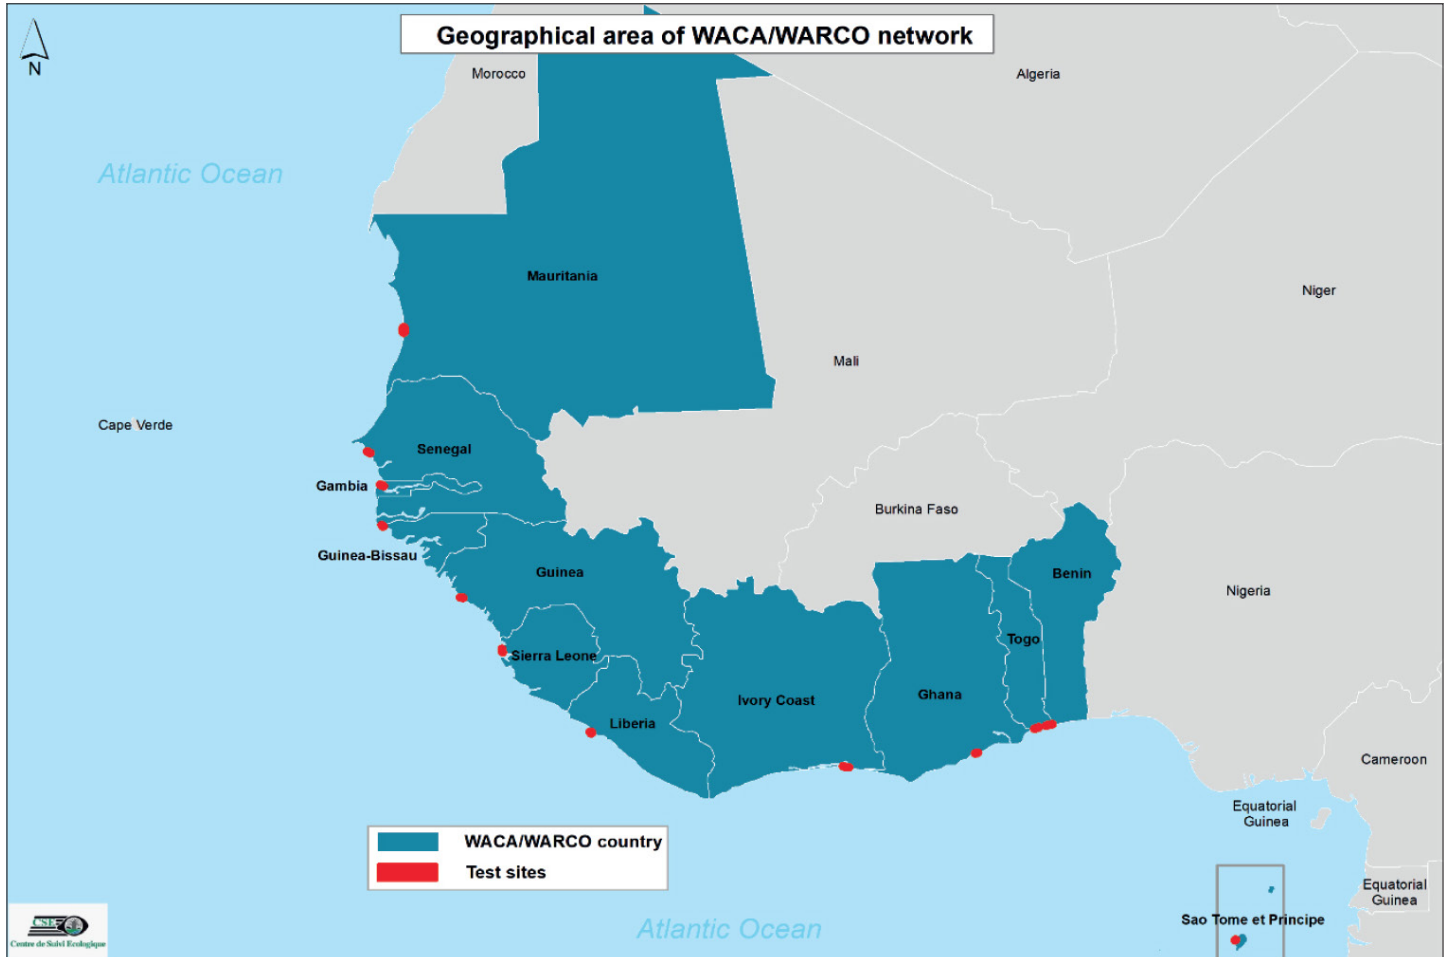 Geographical area of WACA/WARCO network
N
Morocco
Algeria
Atlantic Ocean
Mauritania
Niger
Mali
Cape Verde
Senegal
Gambia
Burkina Faso
Guinea-Bissau
Guinea
Benin
Nigeria
Togo
Sierra Leone
Ivory Coast
Ghana
Liberia
Cameroon
Equatorial
Guinea
WACA/WARCO country
Test sites
Equatorial
Guinea
Sao Tome et Principe
Atlantic Ocean
CSE
Centre de Suivi Ecologique